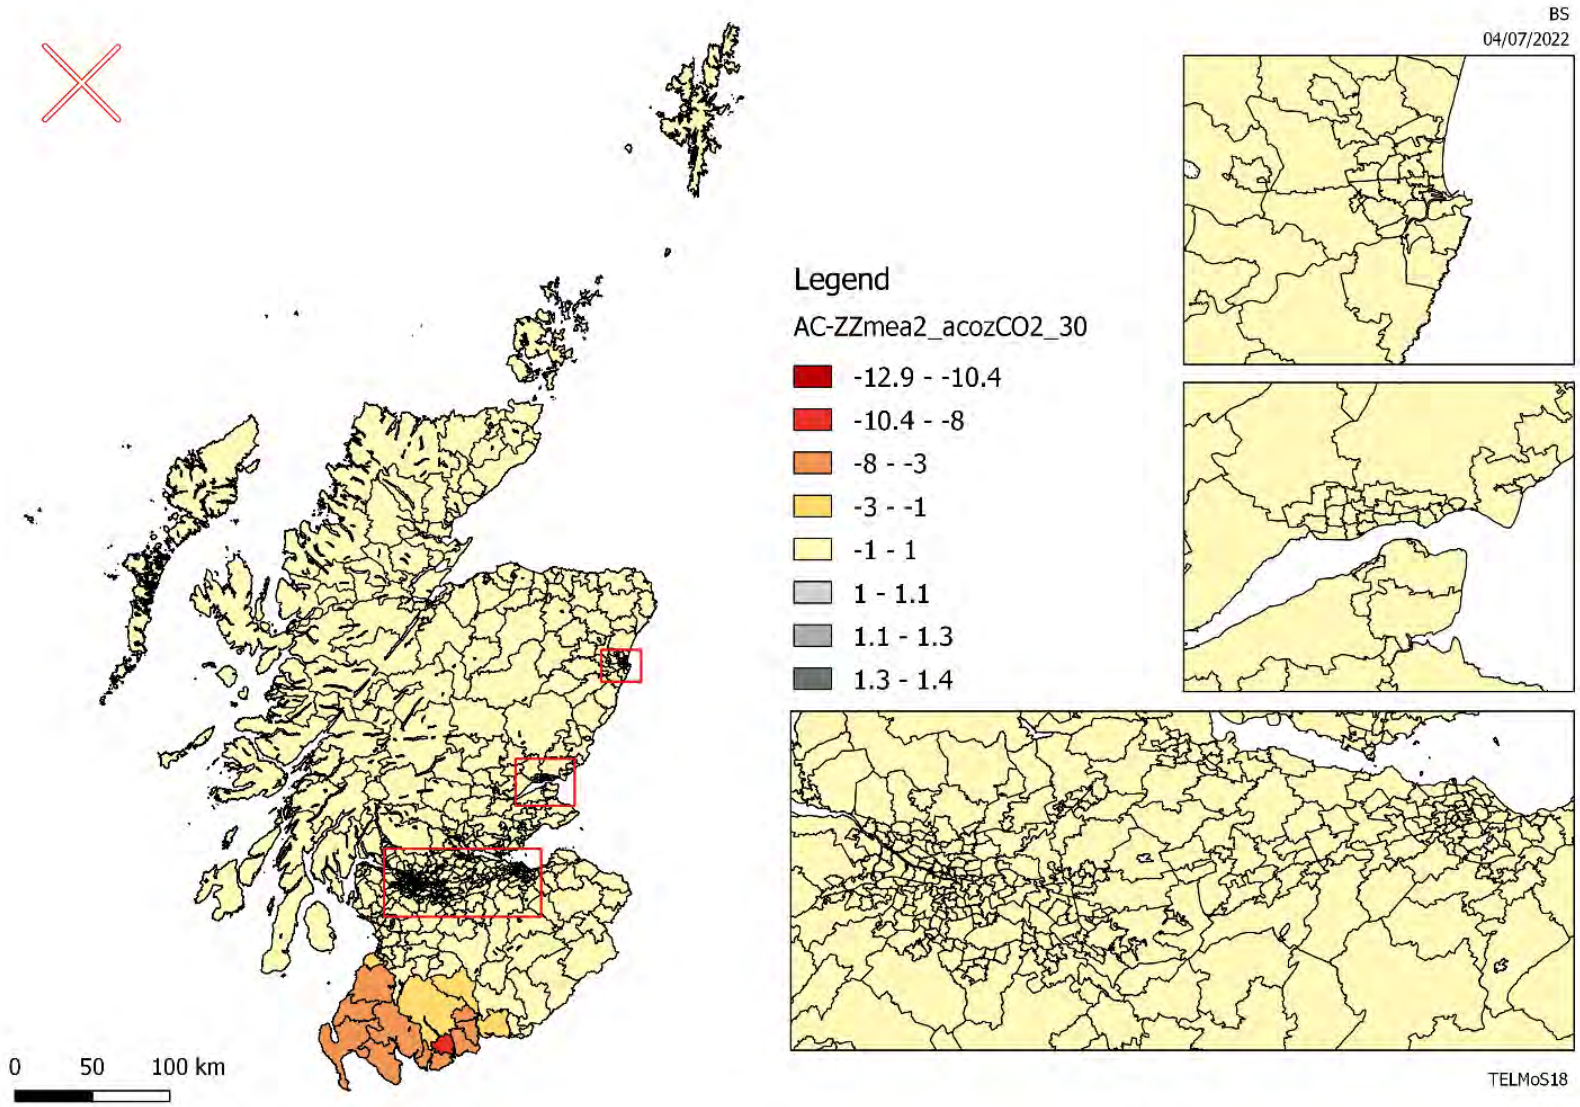 BS
04/07/2022
Legend
AC-ZZmea2_acozCO2_30
-12.9 - -10.4
-10.4 - -8
-8 - -3
-3 - -1
-1 - 1
1 - 1.1
1.1 - 1.3
1.3 - 1.4
0 50 100 km
TELMoS18